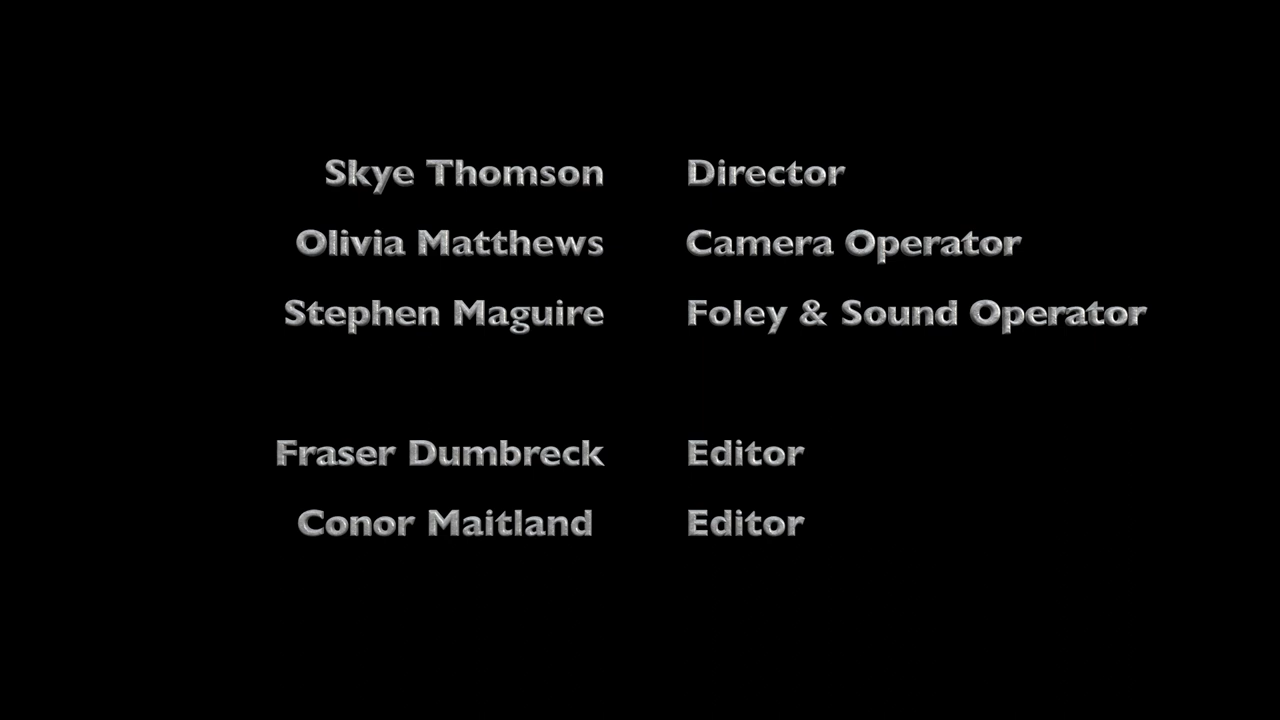 Skye Thomson Director
Olivia Matthews Camera Operator
Stephen Maguire Foley & Sound Operator
Fraser Dumbreck Editor
Conor Maitland Editor